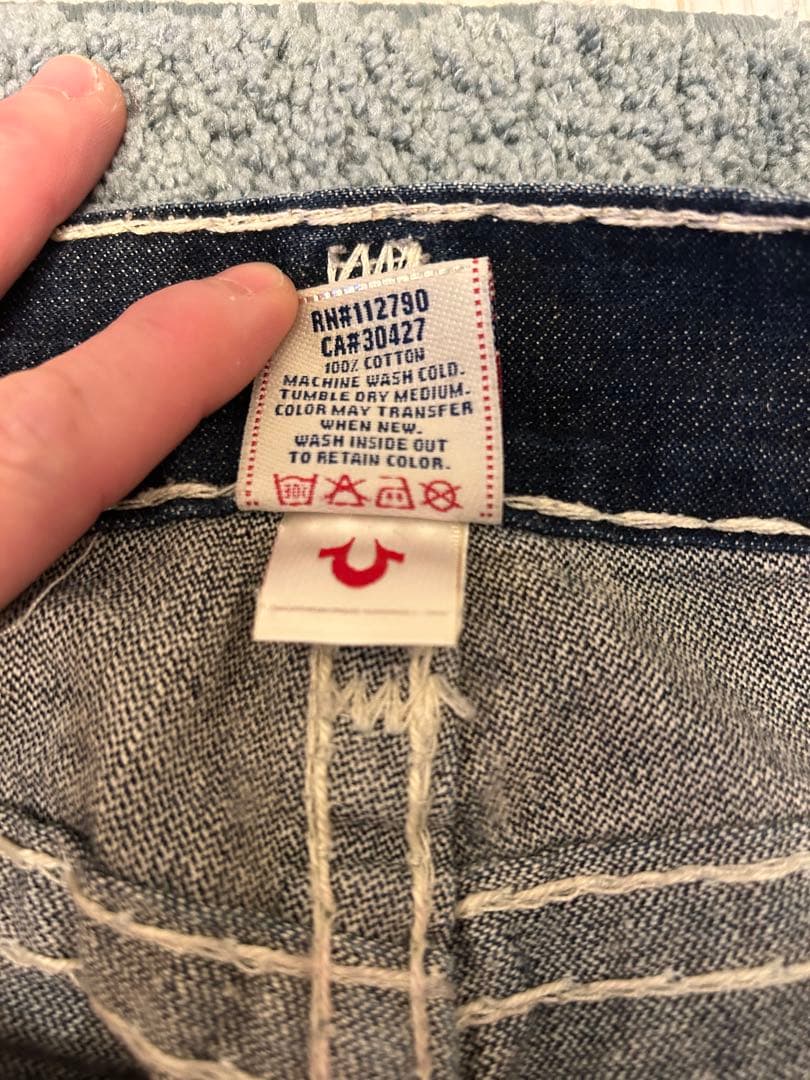 RN#112790
CA#30427
100% COTTON
MACHINE WASH COLD.
TUMBLE DRY MEDIUM.
COLOR MAY TRANSFER
WHEN NEW.
WASH INSIDE OUT
TO RETAIN COLOR.